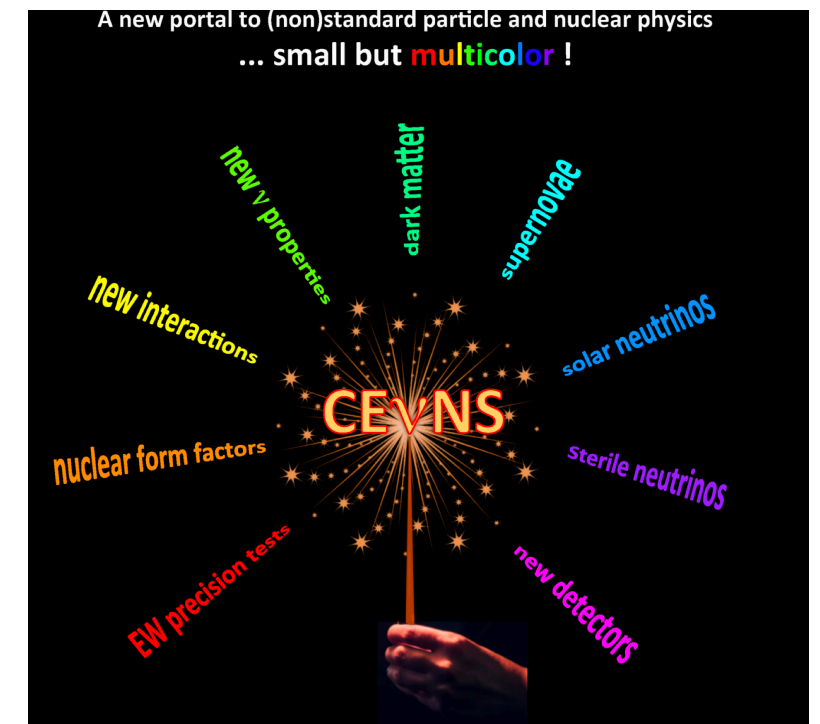 A new portal to (non)standard particle and nuclear physics
... small but multicolor !
dark matter
new ν properties
supernovae
new interactions
solar neutrinos
CEνNS
nuclear form factors
sterile neutrinos
EW precision tests
new detectors